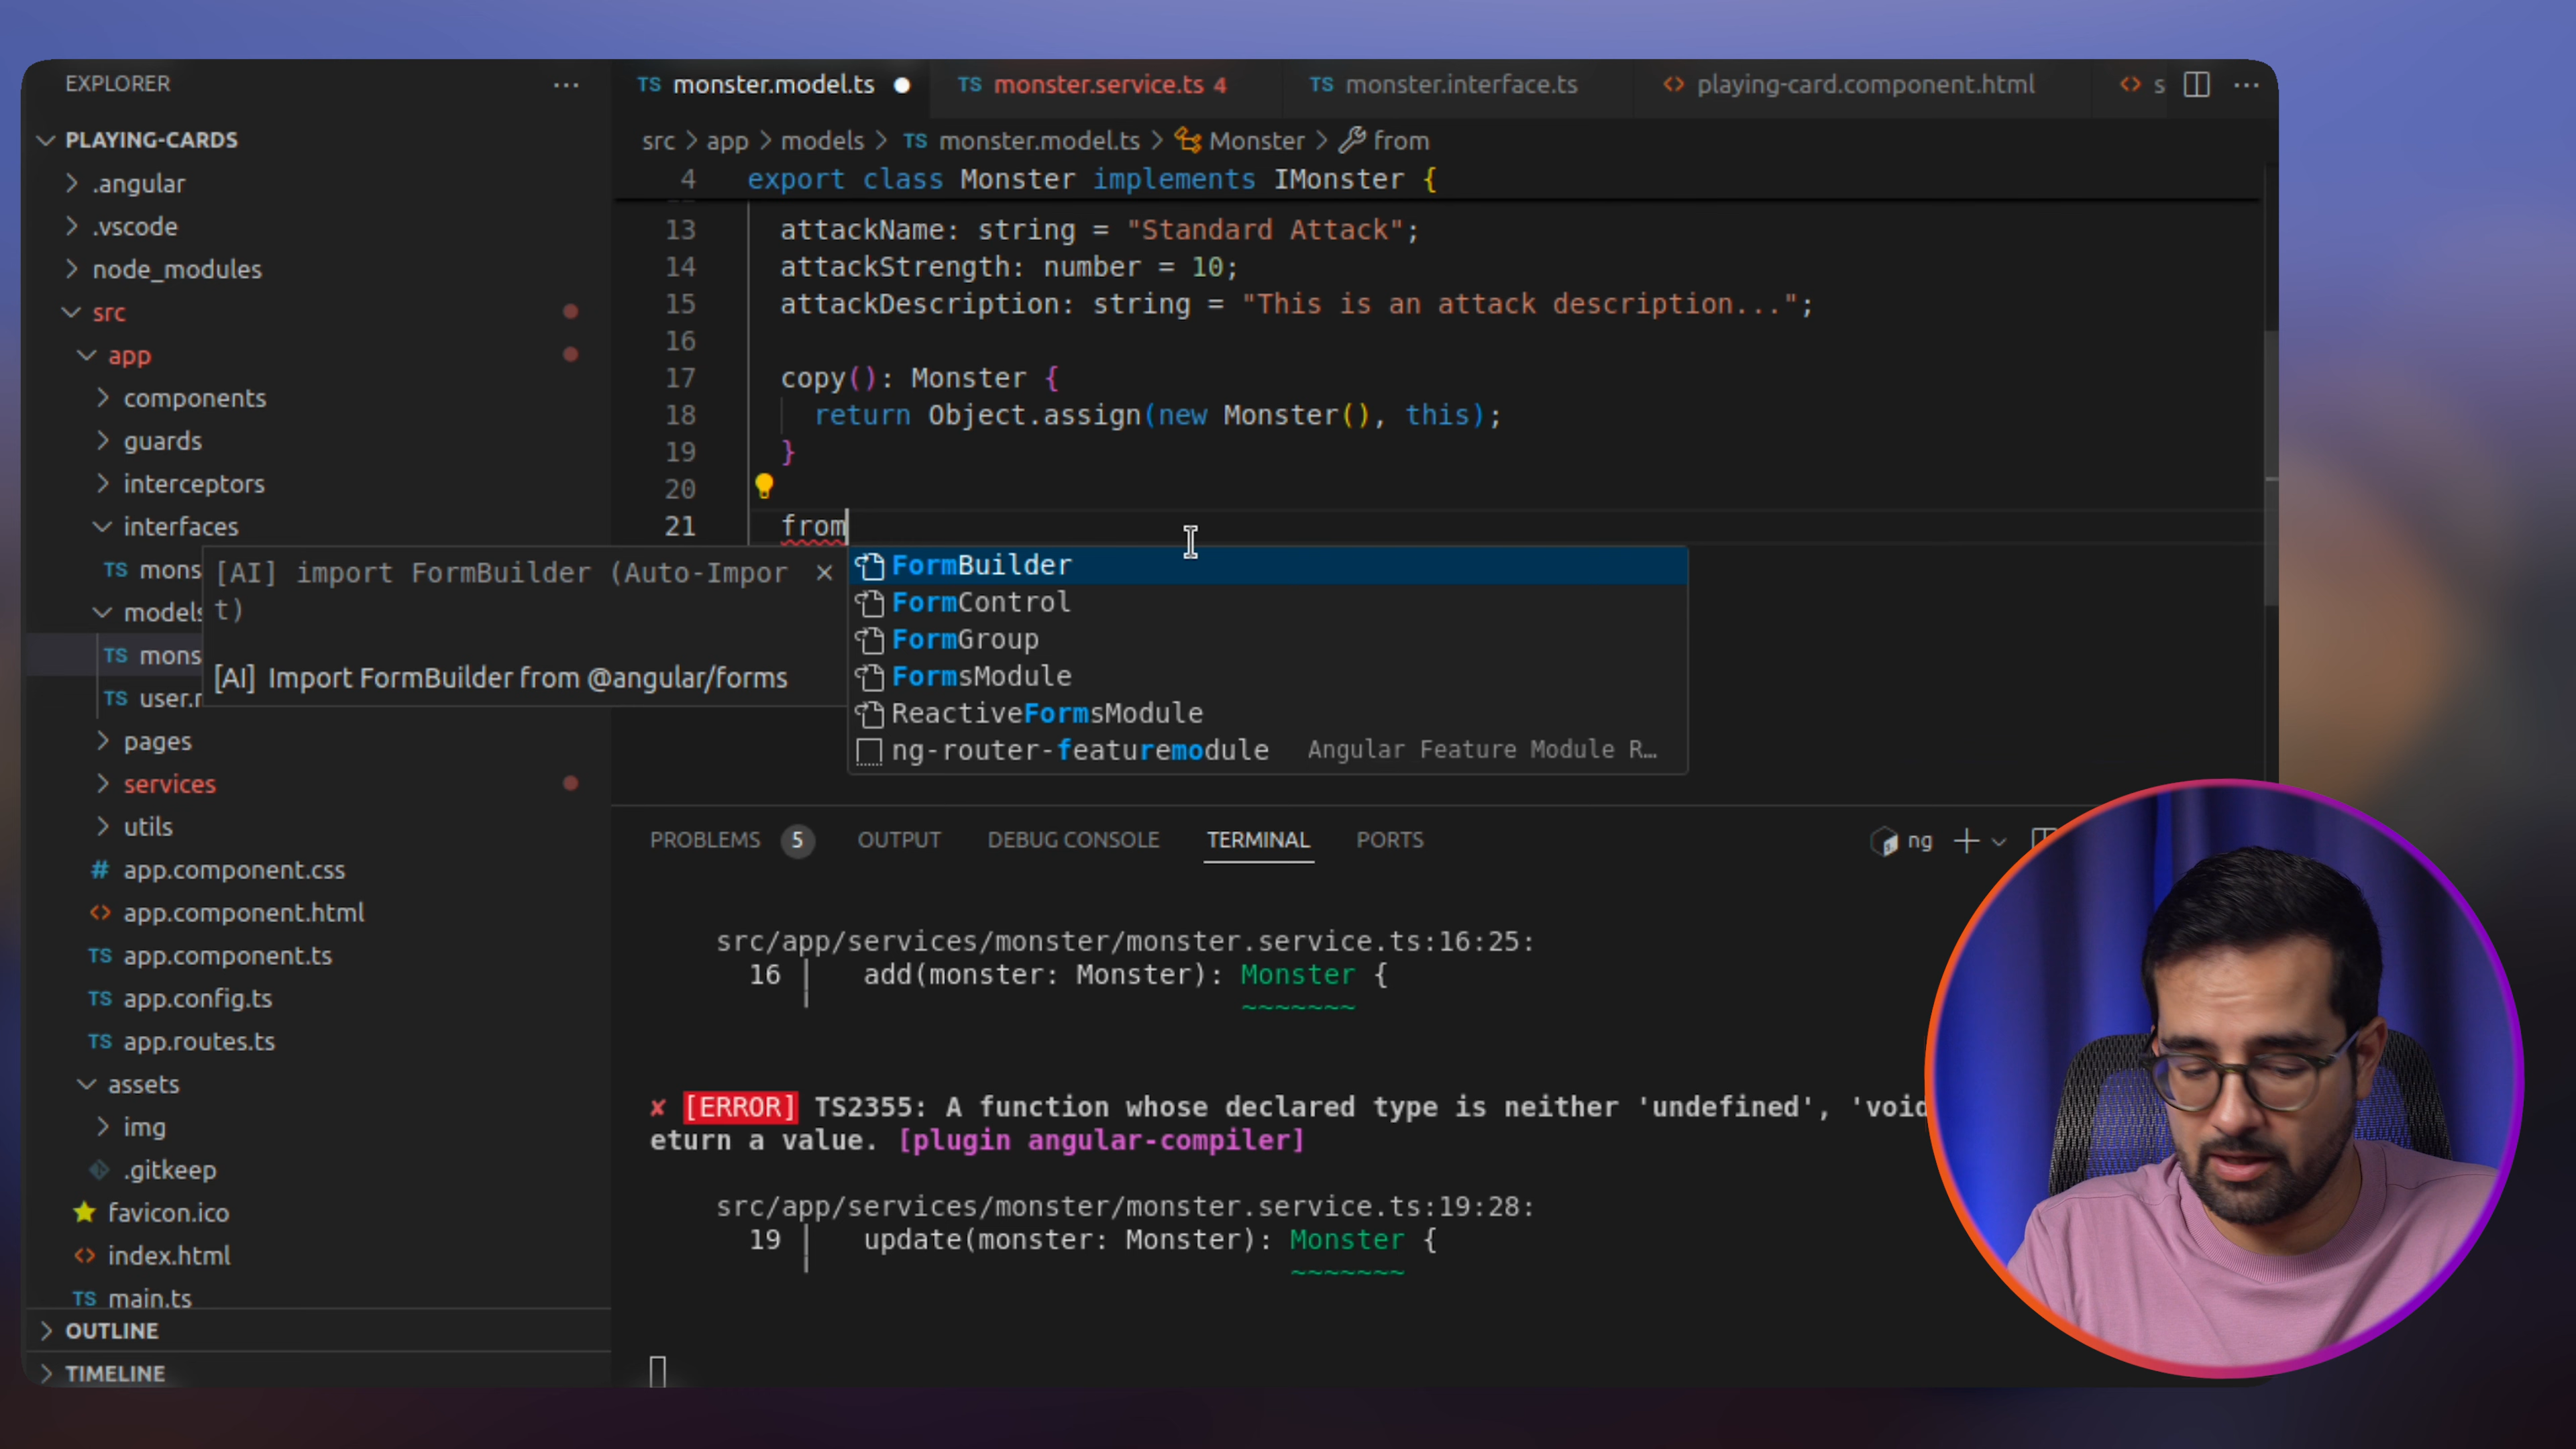 EXPLORER
PLAYING-CARDS
.angular
.vscode
node_modules
src
app
components
guards
interceptors
interfaces
TS mons
models
TS mons
TS user.
pages
services
utils
# app.component.css
<> app.component.html
TS app.component.ts
TS app.config.ts
TS app.routes.ts
assets
img
.gitkeep
favicon.ico
<> index.html
TS main.ts
OUTLINE
TIMELINE
TS monster.model.ts TS monster.service.ts 4 TS monster.interface.ts <> playing-card.component.html <> s
src > app > models > TS monster.model.ts > Monster > from
4 export class Monster implements IMonster {
13 attackName: string = "Standard Attack";
14 attackStrength: number = 10;
15 attackDescription: string = "This is an attack description...";
16
17 copy(): Monster {
18 return Object.assign(new Monster(), this);
19 }
20
21 from
[AI] import FormBuilder (Auto-Impor
t)
[AI] Import FormBuilder from @angular/forms
FormBuilder
FormControl
FormGroup
FormsModule
ReactiveFormsModule
ng-router-featuremodule Angular Feature Module R…
PROBLEMS 5 OUTPUT DEBUG CONSOLE TERMINAL PORTS ng
src/app/services/monster/monster.service.ts:16:25:
16 │ add(monster: Monster): Monster {
~~~~~~~
✘ [ERROR] TS2355: A function whose declared type is neither 'undefined', 'void
eturn a value. [plugin angular-compiler]
src/app/services/monster/monster.service.ts:19:28:
19 │ update(monster: Monster): Monster {
~~~~~~~